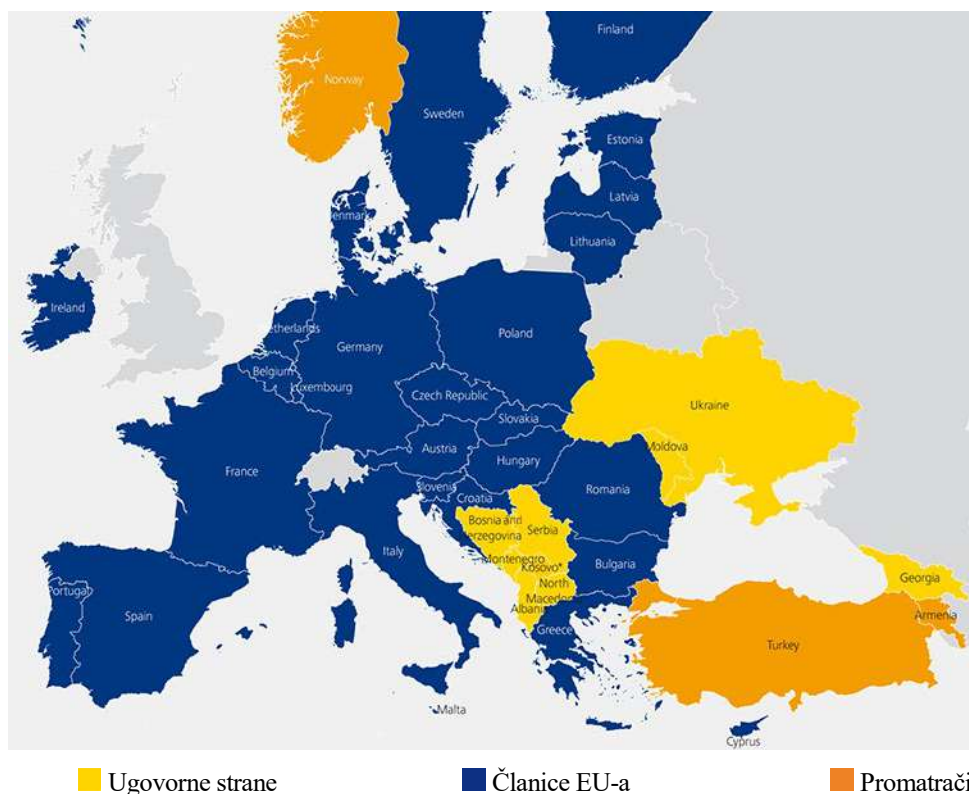 Finland
Norway
Sweden
Estonia
Latvia
Denmark
Lithuania
Ireland
Netherlands
Poland
Germany
Belgium
Luxembourg
Czech Republic
Ukraine
Slovakia
Moldova
Austria
Hungary
France
Slovenia
Romania
Croatia
Bosnia and
Herzegovina
Serbia
Italy
Montenegro
Kosovo*
Bulgaria
Georgia
North
Macedon
Portugal
Spain
Albania
Armenia
Greece
Turkey
Malta
Cyprus
Ugovorne strane
Članice EU-a
Promatrači